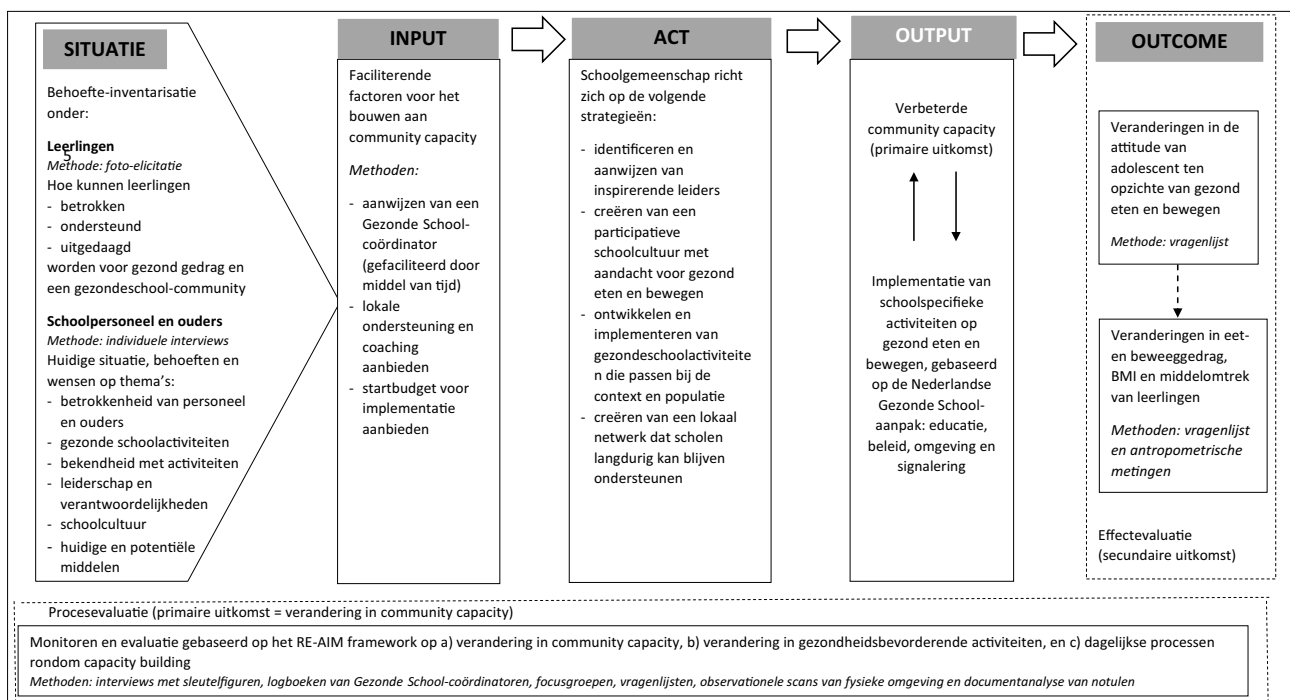 SITUATIE
Behoefte-inventarisatie
onder:
Leerlingen
5
Methode: foto-elicitatie
Hoe kunnen leerlingen
- betrokken
- ondersteund
- uitgedaagd
worden voor gezond gedrag en
een gezondeschool-community
Schoolpersoneel en ouders
Methode: individuele interviews
Huidige situatie, behoeften en
wensen op thema's:
- betrokkenheid van personeel
en ouders
- gezonde schoolactiviteiten
- bekendheid met activiteiten
- leiderschap en
verantwoordelijkheden
- schoolcultuur
- huidige en potentiële
middelen
INPUT
Faciliterende
factoren voor het
bouwen aan
community capacity
Methoden:
- aanwijzen van een
Gezonde School-
coördinator
(gefaciliteerd door
middel van tijd)
- lokale
ondersteuning en
coaching
aanbieden
- startbudget voor
implementatie
aanbieden
ACT
Schoolgemeenschap richt
zich op de volgende
strategieën:
- identificeren en
aanwijzen van
inspirerende leiders
- creëren van een
participatieve
schoolcultuur met
aandacht voor gezond
eten en bewegen
- ontwikkelen en
implementeren van
gezondeschoolactiviteite
n die passen bij de
context en populatie
- creëren van een lokaal
netwerk dat scholen
langdurig kan blijven
ondersteunen
OUTPUT
Verbeterde
community capacity
(primaire uitkomst)
Implementatie van
schoolspecifieke
activiteiten op
gezond eten en
bewegen, gebaseerd
op de Nederlandse
Gezonde School-
aanpak: educatie,
beleid, omgeving en
signalering
OUTCOME
Veranderingen in de
attitude van
adolescent ten
opzichte van gezond
eten en bewegen
Methode: vragenlijst
Veranderingen in eet-
en beweeggedrag,
BMI en middelomtrek
van leerlingen
Methoden: vragenlijst
en antropometrische
metingen
Effectevaluatie
(secundaire uitkomst)
Procesevaluatie (primaire uitkomst = verandering in community capacity)
Monitoren en evaluatie gebaseerd op het RE-AIM framework op a) verandering in community capacity, b) verandering in gezondheidsbevorderende activiteiten, en c) dagelijkse processen
rondom capacity building
Methoden: interviews met sleutelfiguren, logboeken van Gezonde School-coördinatoren, focusgroepen, vragenlijsten, observationele scans van fysieke omgeving en documentanalyse van notulen